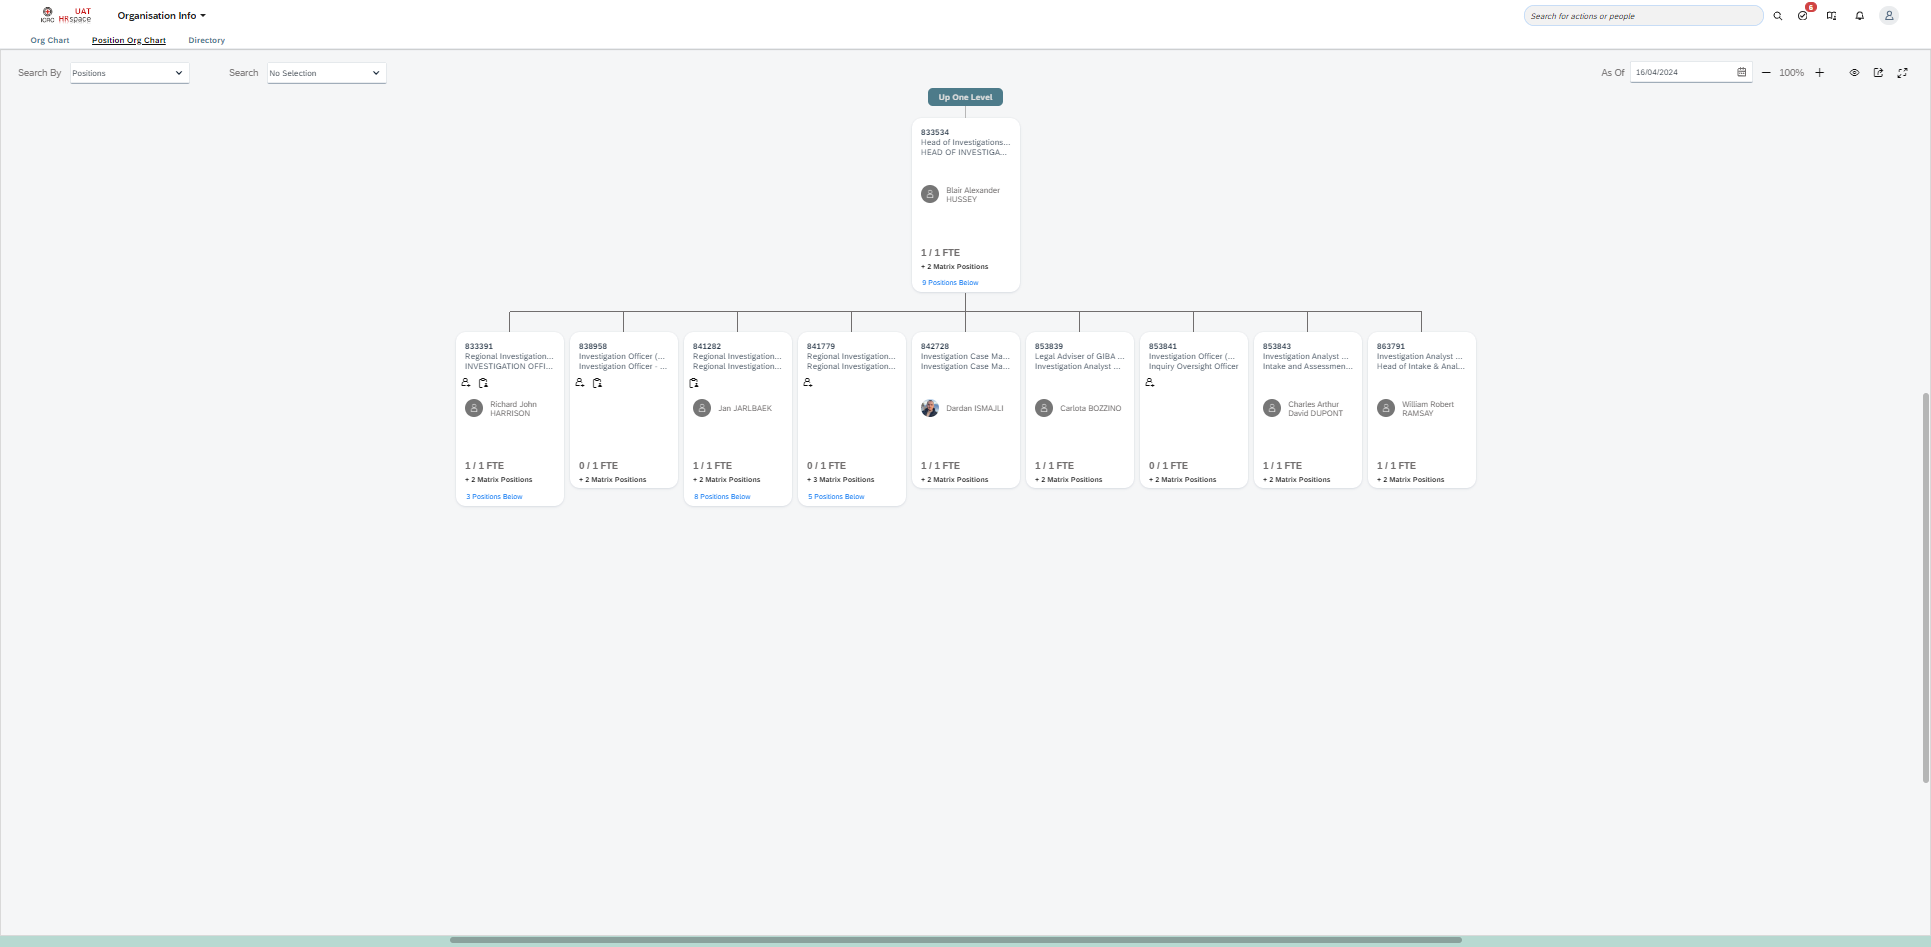 UAT
ICRC HRspace
Organisation Info
Search for actions or people
6
Org Chart
Position Org Chart
Directory
Search By
Positions
Search
No Selection
As Of
16/04/2024
100%
Up One Level
833534
Head of Investigations...
HEAD OF INVESTIGA...
Blair Alexander
HUSSEY
1 / 1 FTE
+ 2 Matrix Positions
9 Positions Below
833391
Regional Investigation...
INVESTIGATION OFFI...
Richard John
HARRISON
1 / 1 FTE
+ 2 Matrix Positions
3 Positions Below
838958
Investigation Officer (...
Investigation Officer - ...
0 / 1 FTE
+ 2 Matrix Positions
841282
Regional Investigation...
Regional Investigation...
Jan JARLBAEK
1 / 1 FTE
+ 2 Matrix Positions
8 Positions Below
841779
Regional Investigation...
Regional Investigation...
0 / 1 FTE
+ 3 Matrix Positions
5 Positions Below
842728
Investigation Case Ma...
Investigation Case Ma...
Dardan ISMAJLI
1 / 1 FTE
+ 2 Matrix Positions
853839
Legal Adviser of GIBA ...
Investigation Analyst ...
Carlota BOZZINO
1 / 1 FTE
+ 2 Matrix Positions
853841
Investigation Officer (...
Inquiry Oversight Officer
0 / 1 FTE
+ 2 Matrix Positions
853843
Investigation Analyst ...
Intake and Assessmen...
Charles Arthur
David DUPONT
1 / 1 FTE
+ 2 Matrix Positions
863791
Investigation Analyst ...
Head of Intake & Anal...
William Robert
RAMSAY
1 / 1 FTE
+ 2 Matrix Positions